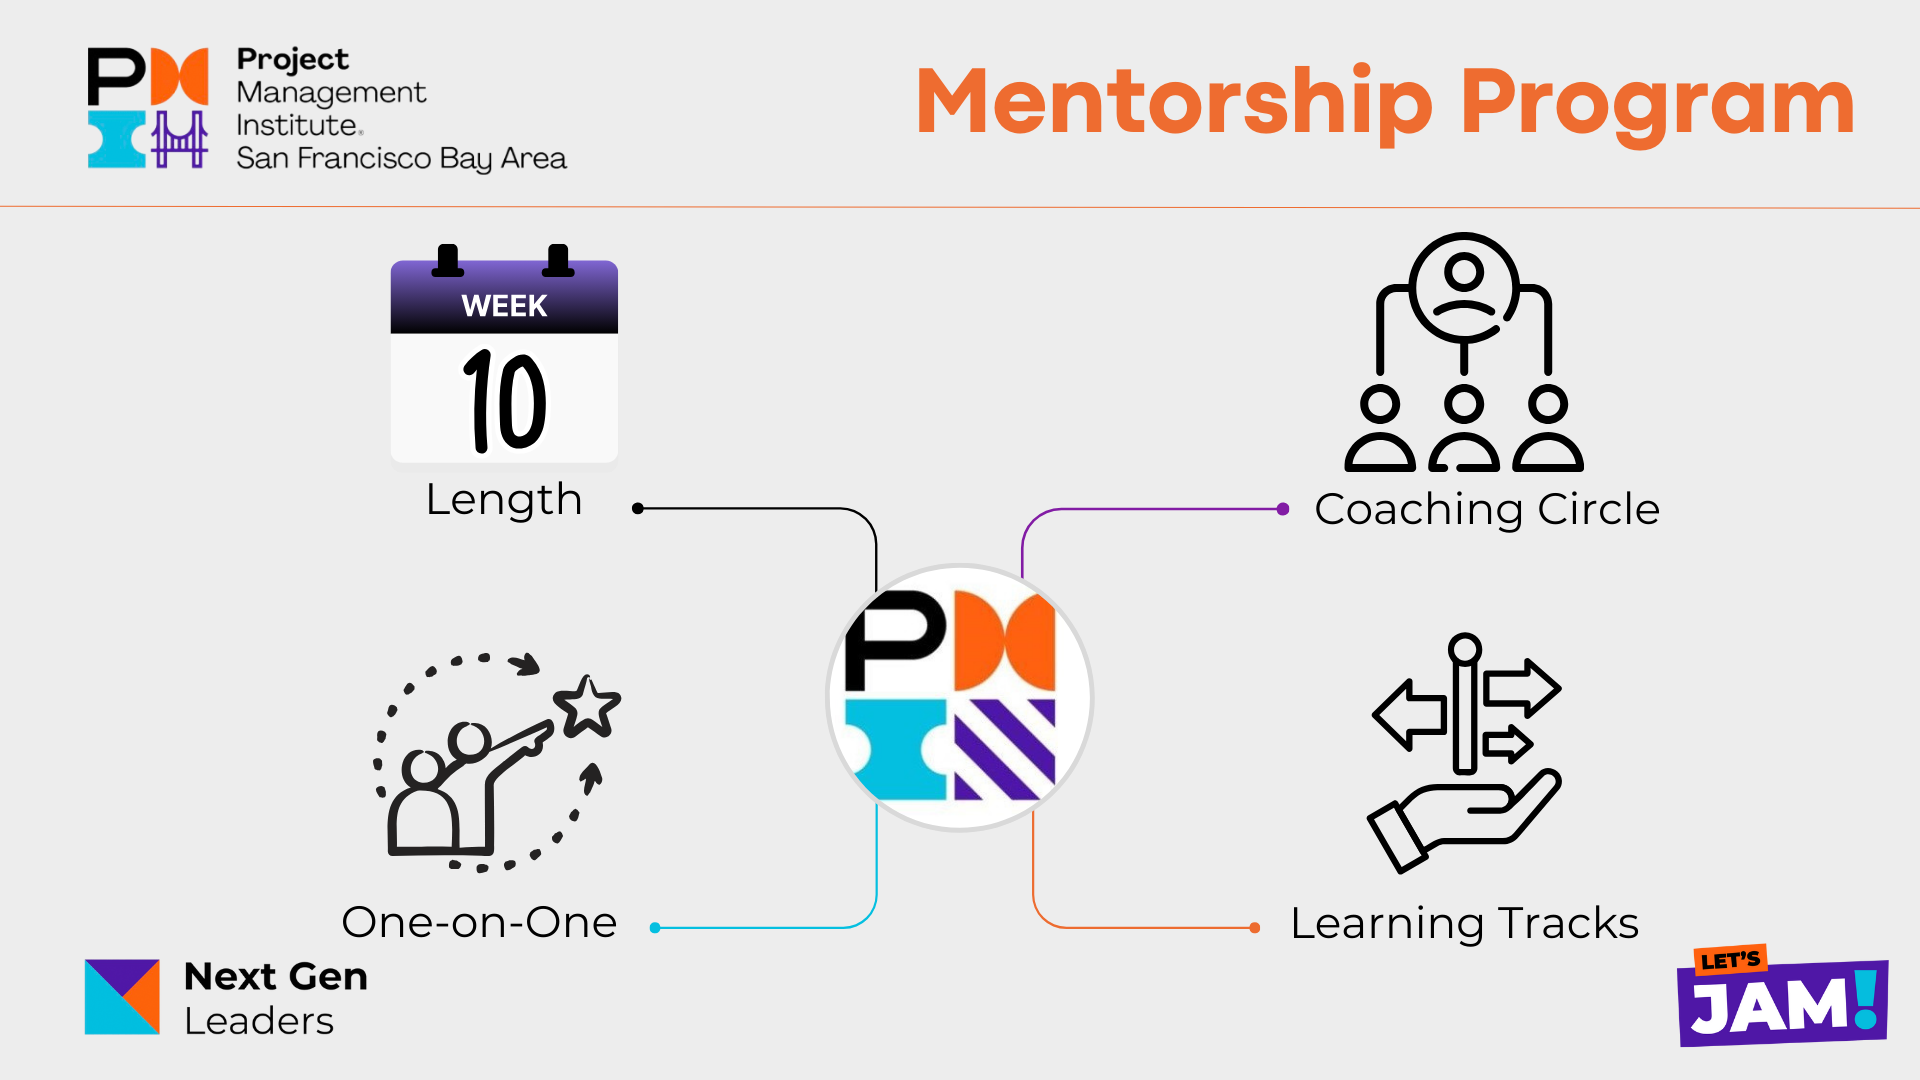 PM
Project
Management
Institute®
San Francisco Bay Area
Mentorship Program
WEEK
10
Length
Coaching Circle
P
One-on-One
Learning Tracks
Next Gen
Leaders
LET'S
JAM!